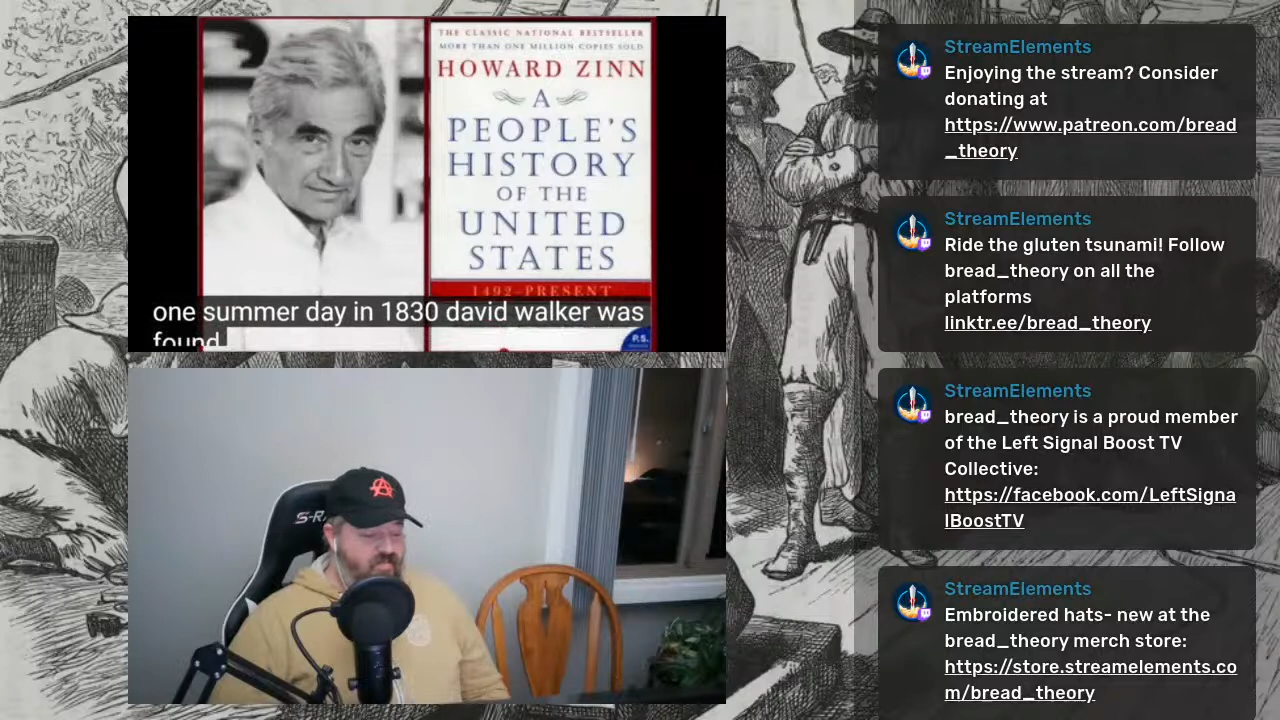 THE CLASSIC NATIONAL BESTSELLER
MORE THAN ONE MILLION COPIES SOLD
HOWARD ZINN
A
PEOPLE'S
HISTORY
OF THE
UNITED
STATES
1492–PRESENT
one summer day in 1830 david walker was
found
P.S.
StreamElements
Enjoying the stream? Consider
donating at
https://www.patreon.com/bread
_theory
StreamElements
Ride the gluten tsunami! Follow
bread_theory on all the
platforms
linktr.ee/bread_theory
StreamElements
bread_theory is a proud member
of the Left Signal Boost TV
Collective:
https://facebook.com/LeftSigna
lBoostTV
StreamElements
Embroidered hats- new at the
bread_theory merch store:
https://store.streamelements.co
m/bread_theory